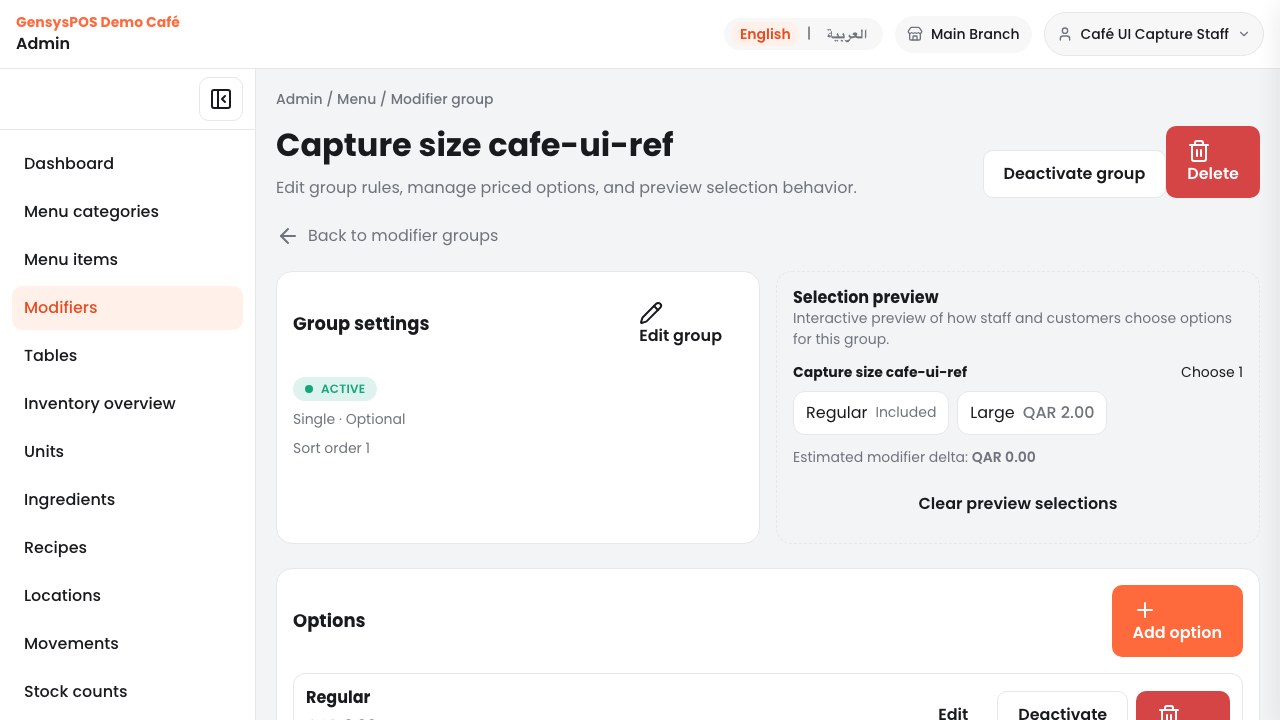 GensysPOS Demo Café
Admin
English | العربية
Main Branch
Café UI Capture Staff
Dashboard
Menu categories
Menu items
Modifiers
Tables
Inventory overview
Units
Ingredients
Recipes
Locations
Movements
Stock counts
Admin / Menu / Modifier group
Capture size cafe-ui-ref
Edit group rules, manage priced options, and preview selection behavior.
Deactivate group
Delete
Back to modifier groups
Group settings
Edit group
ACTIVE
Single · Optional
Sort order 1
Selection preview
Interactive preview of how staff and customers choose options
for this group.
Capture size cafe-ui-ref
Choose 1
Regular Included
Large QAR 2.00
Estimated modifier delta: QAR 0.00
Clear preview selections
Options
Add option
Regular
Edit
Deactivate